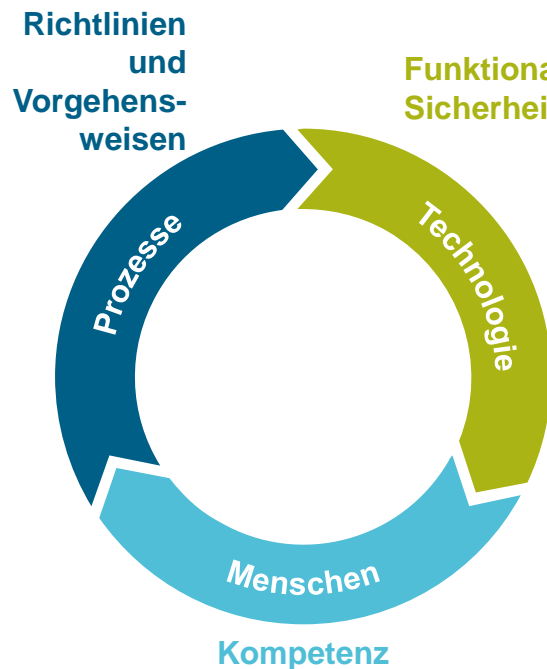 Richtlinien
und
Vorgehens-
weisen
Funktiona
Sicherhei
Prozesse
Technologie
Menschen
Kompetenz